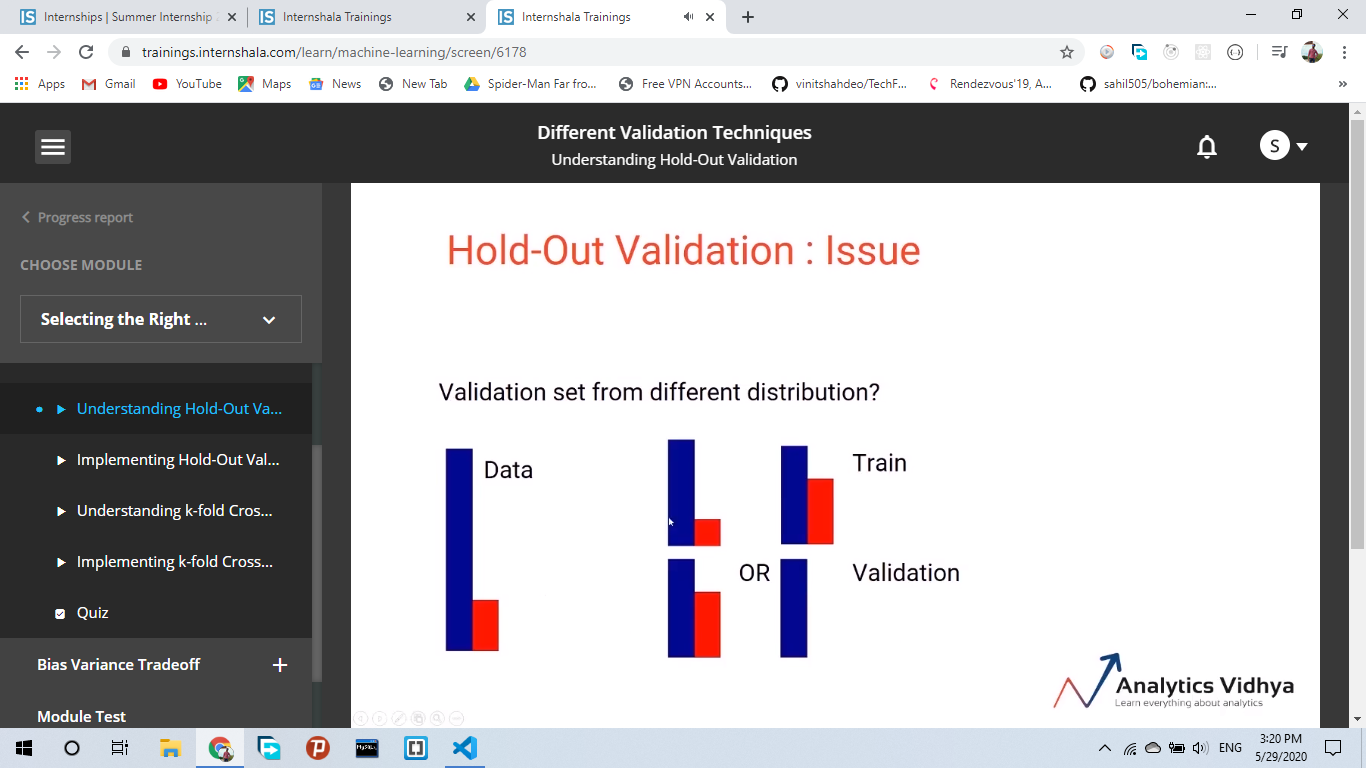 Internships | Summer Internship
Internshala Trainings
Internshala Trainings
trainings.internshala.com/learn/machine-learning/screen/6178
Apps
Gmail
YouTube
Maps
News
New Tab
Spider-Man Far fro...
Free VPN Accounts...
vinitshahdeo/TechF...
Rendezvous'19, A...
sahil505/bohemian:...
»
Different Validation Techniques
Understanding Hold-Out Validation
S
Progress report
CHOOSE MODULE
Selecting the Right ...
Understanding Hold-Out Va...
Implementing Hold-Out Val...
Understanding k-fold Cros...
Implementing k-fold Cross...
Quiz
Bias Variance Tradeoff
Module Test
Hold-Out Validation : Issue
Validation set from different distribution?
Data
Train
OR
Validation
Analytics Vidhya
Learn everything about analytics
MySQL
ENG
3:20 PM
5/29/2020